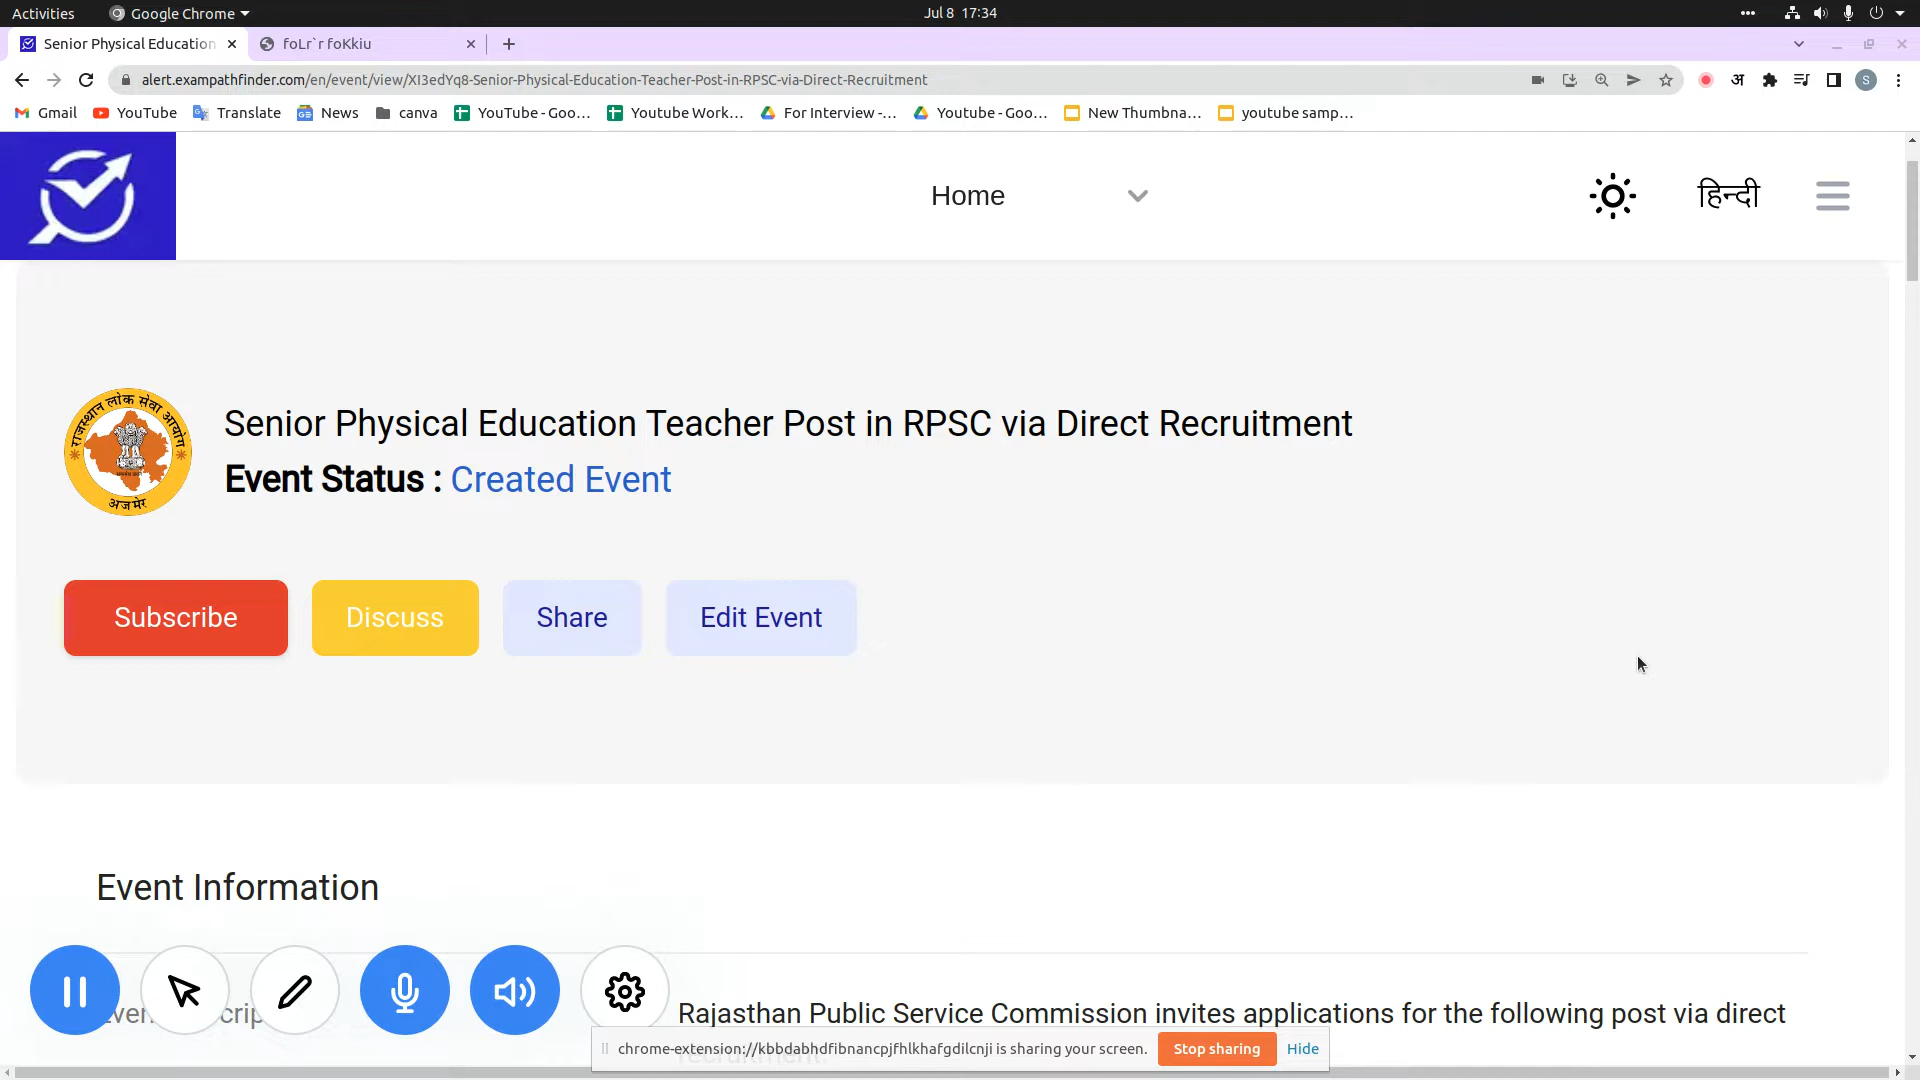 Activities Google Chrome Jul 8 17:34
Senior Physical Education foLr`r foKkiu
alert.exampathfinder.com/en/event/view/XI3edYq8-Senior-Physical-Education-Teacher-Post-in-RPSC-via-Direct-Recruitment अ S
Gmail YouTube Translate News canva YouTube - Goo... Youtube Work... For Interview -... Youtube - Goo... New Thumbna... youtube samp...
Home हिन्दी
राजस्थान लोक सेवा आयोग
अजमेर
Senior Physical Education Teacher Post in RPSC via Direct Recruitment
Event Status : Created Event
Subscribe Discuss Share Edit Event
Event Information
Rajasthan Public Service Commission invites applications for the following post via direct
chrome-extension://kbbdabhdfibnancpjfhlkhafgdilcnji is sharing your screen. Stop sharing Hide